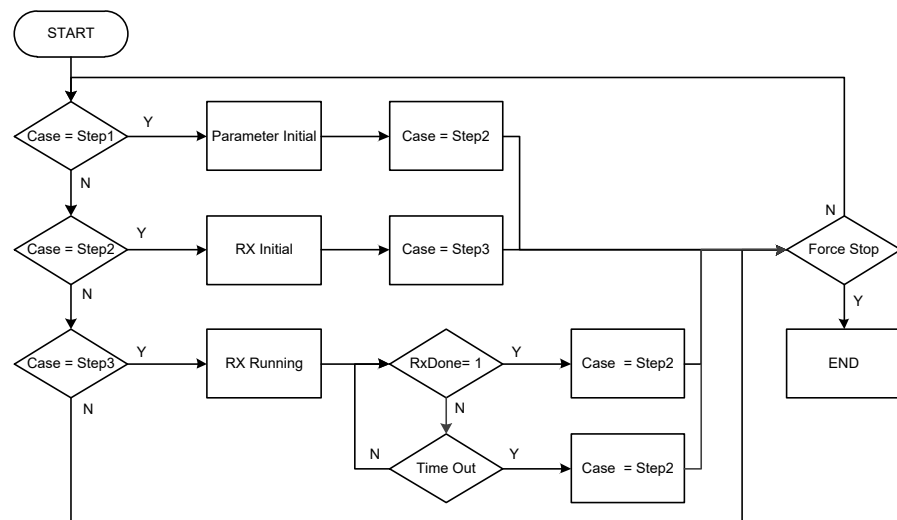 START
Case = Step1
Y
Parameter Initial
Case = Step2
N
N
Case = Step2
Y
RX Initial
Case = Step3
Force Stop
N
Y
Case = Step3
Y
RX Running
RxDone= 1
Y
Case  = Step2
END
N
N
N
Time Out
Y
Case  = Step2